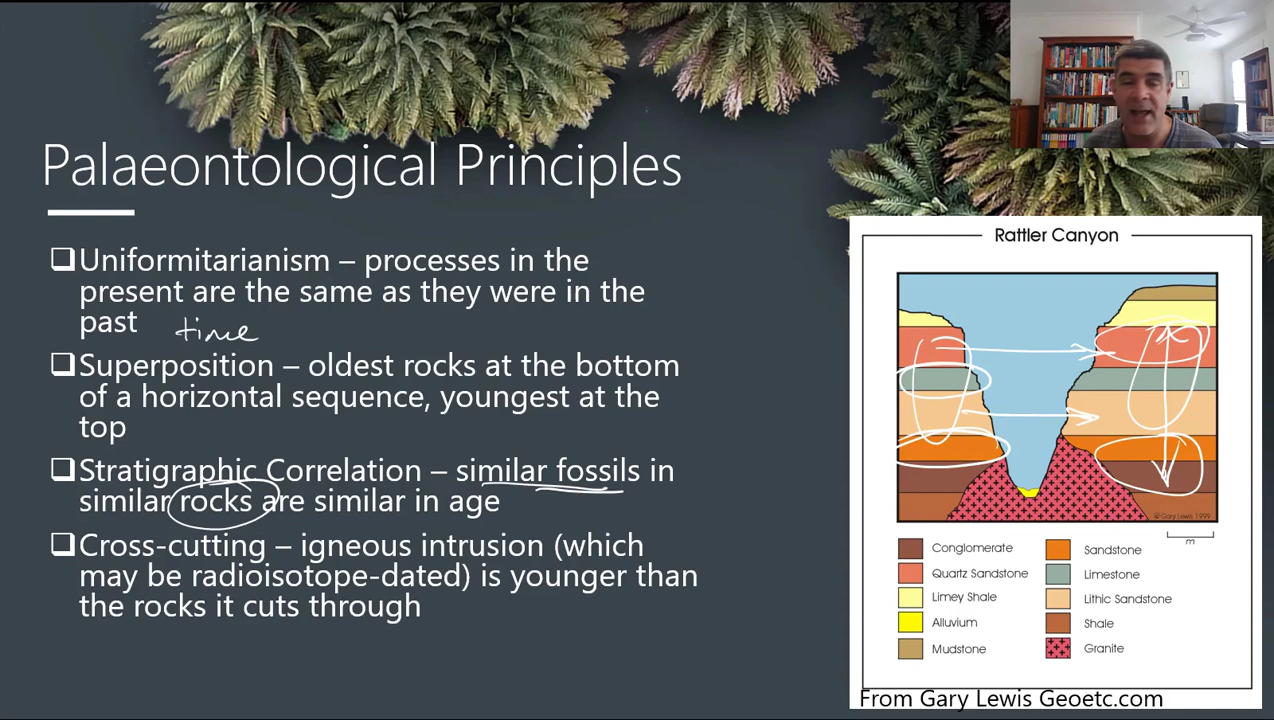 Palaeontological Principles
❑Uniformitarianism – processes in the
present are the same as they were in the
past
time
❑Superposition – oldest rocks at the bottom
of a horizontal sequence, youngest at the
top
❑Stratigraphic Correlation – similar fossils in
similar rocks are similar in age
❑Cross-cutting – igneous intrusion (which
may be radioisotope-dated) is younger than
the rocks it cuts through
Rattler Canyon
© Gary Lewis 1999
m
Conglomerate
Quartz Sandstone
Limey Shale
Alluvium
Mudstone
Sandstone
Limestone
Lithic Sandstone
Shale
Granite
From Gary Lewis Geoetc.com